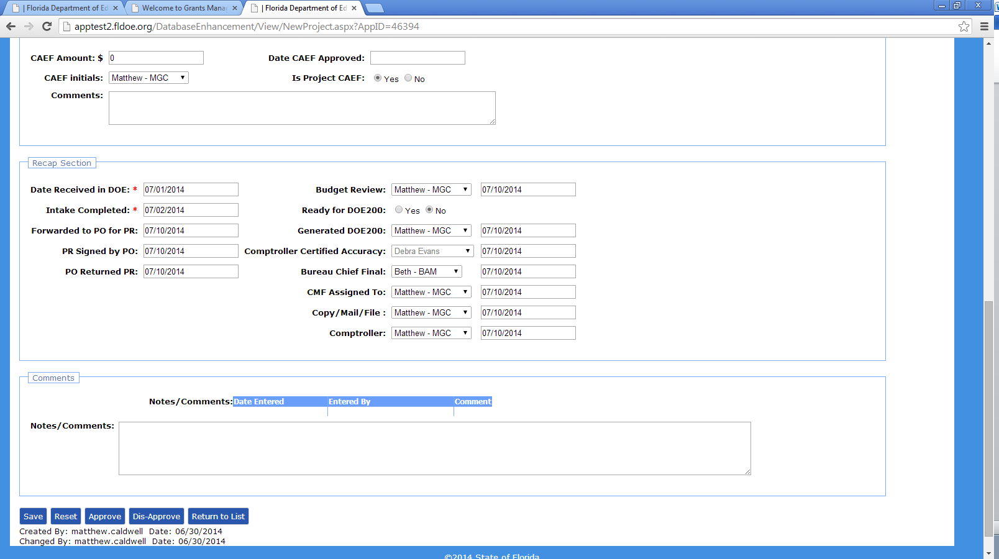 | Florida Department of Ed
Welcome to Grants Mana
| Florida Department of Ed
apptest2.fldoe.org/DatabaseEnhancement/View/NewProject.aspx?AppID=46394
CAEF Amount: $ 0 Date CAEF Approved:
CAEF initials: Matthew - MGC Is Project CAEF: Yes No
Comments:
Recap Section
Date Received in DOE: * 07/01/2014 Budget Review: Matthew - MGC 07/10/2014
Intake Completed: * 07/02/2014 Ready for DOE200: Yes No
Forwarded to PO for PR: 07/10/2014 Generated DOE200: Matthew - MGC 07/10/2014
PR Signed by PO: 07/10/2014 Comptroller Certified Accuracy: Debra Evans 07/10/2014
PO Returned PR: 07/10/2014 Bureau Chief Final: Beth - BAM 07/10/2014
CMF Assigned To: Matthew - MGC 07/10/2014
Copy/Mail/File : Matthew - MGC 07/10/2014
Comptroller: Matthew - MGC 07/10/2014
Comments
Notes/Comments: Date Entered Entered By Comment
Notes/Comments:
Save Reset Approve Dis-Approve Return to List
Created By: matthew.caldwell Date: 06/30/2014
Changed By: matthew.caldwell Date: 06/30/2014
©2014 State of Florida